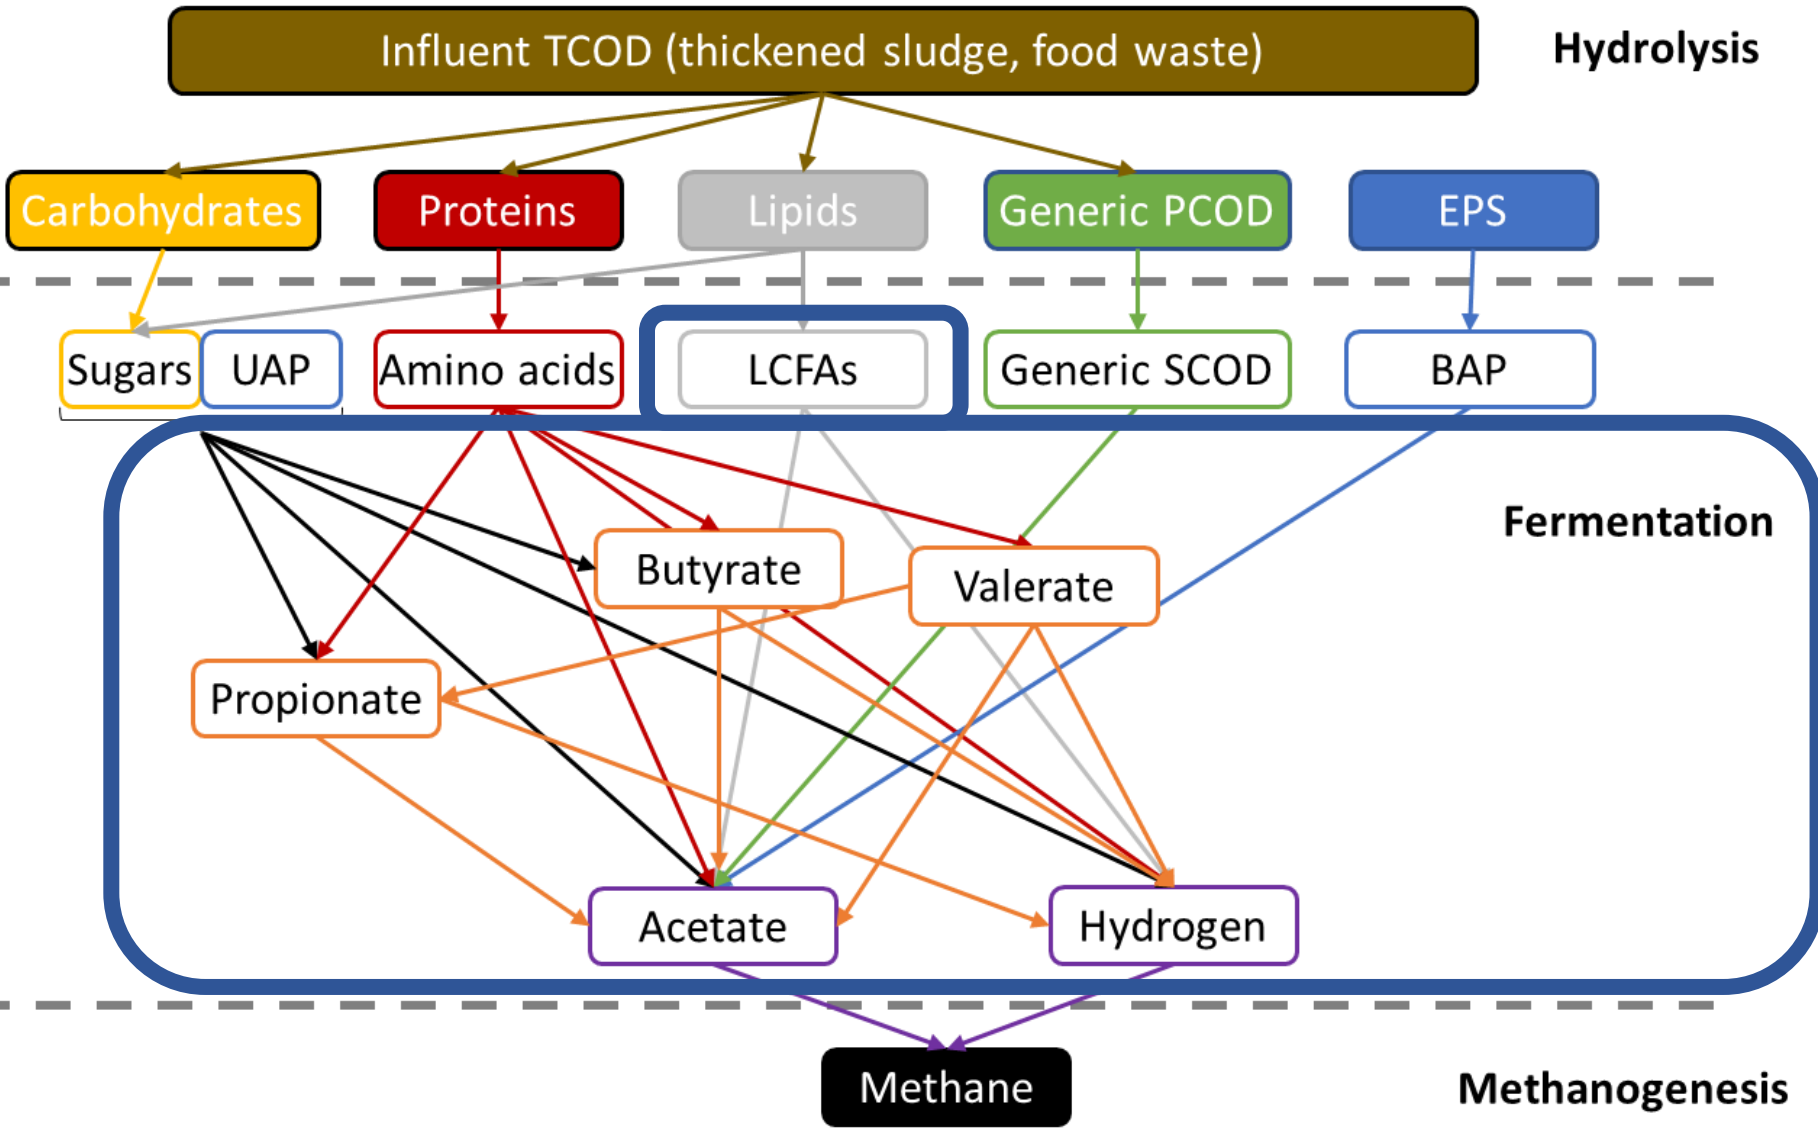 Influent TCOD (thickened sludge, food waste)
Hydrolysis
Carbohydrates
Proteins
Lipids
Generic PCOD
EPS
Sugars
UAP
Amino acids
LCFAs
Generic SCOD
BAP
Fermentation
Butyrate
Valerate
Propionate
Acetate
Hydrogen
Methane
Methanogenesis